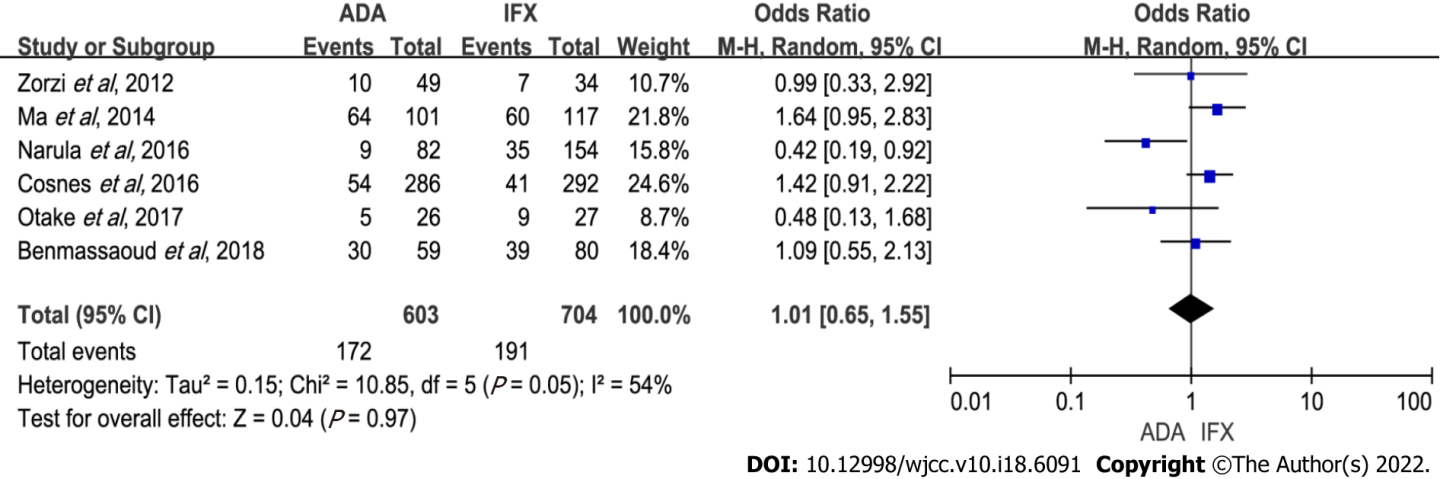 ADA IFX Odds Ratio Odds Ratio
Study or Subgroup Events Total Events Total Weight M-H, Random, 95% CI M-H, Random, 95% CI
Zorzi et al, 2012 10 49 7 34 10.7% 0.99 [0.33, 2.92]
Ma et al, 2014 64 101 60 117 21.8% 1.64 [0.95, 2.83]
Narula et al, 2016 9 82 35 154 15.8% 0.42 [0.19, 0.92]
Cosnes et al, 2016 54 286 41 292 24.6% 1.42 [0.91, 2.22]
Otake et al, 2017 5 26 9 27 8.7% 0.48 [0.13, 1.68]
Benmassaoud et al, 2018 30 59 39 80 18.4% 1.09 [0.55, 2.13]
Total (95% CI) 603 704 100.0% 1.01 [0.65, 1.55]
Total events 172 191
Heterogeneity: Tau² = 0.15; Chi² = 10.85, df = 5 (P = 0.05); I² = 54%
Test for overall effect: Z = 0.04 (P = 0.97)
0.01 0.1 1 10 100
ADA IFX
DOI: 10.12998/wjcc.v10.i18.6091 Copyright ©The Author(s) 2022.